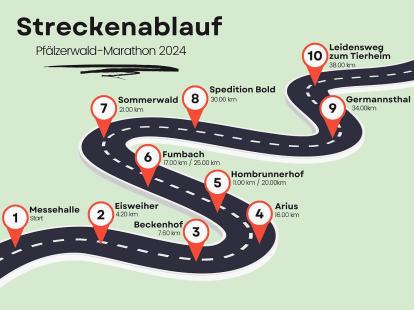 Streckenablauf
Pfälzerwald-Marathon 2024
1
Messehalle
Start
2
Eisweiher
4.20 km
3
Beckenhof
7.60 km
4
Arius
16.00 km
5
Hombrunnerhof
11.00 km / 20.00km
6
Fumbach
17.00 km / 25.00 km
7
Sommerwald
21.00 km
8
Spedition Bold
30.00 km
9
Germannsthal
34.00km
10
Leidensweg
zum Tierheim
38.00 km